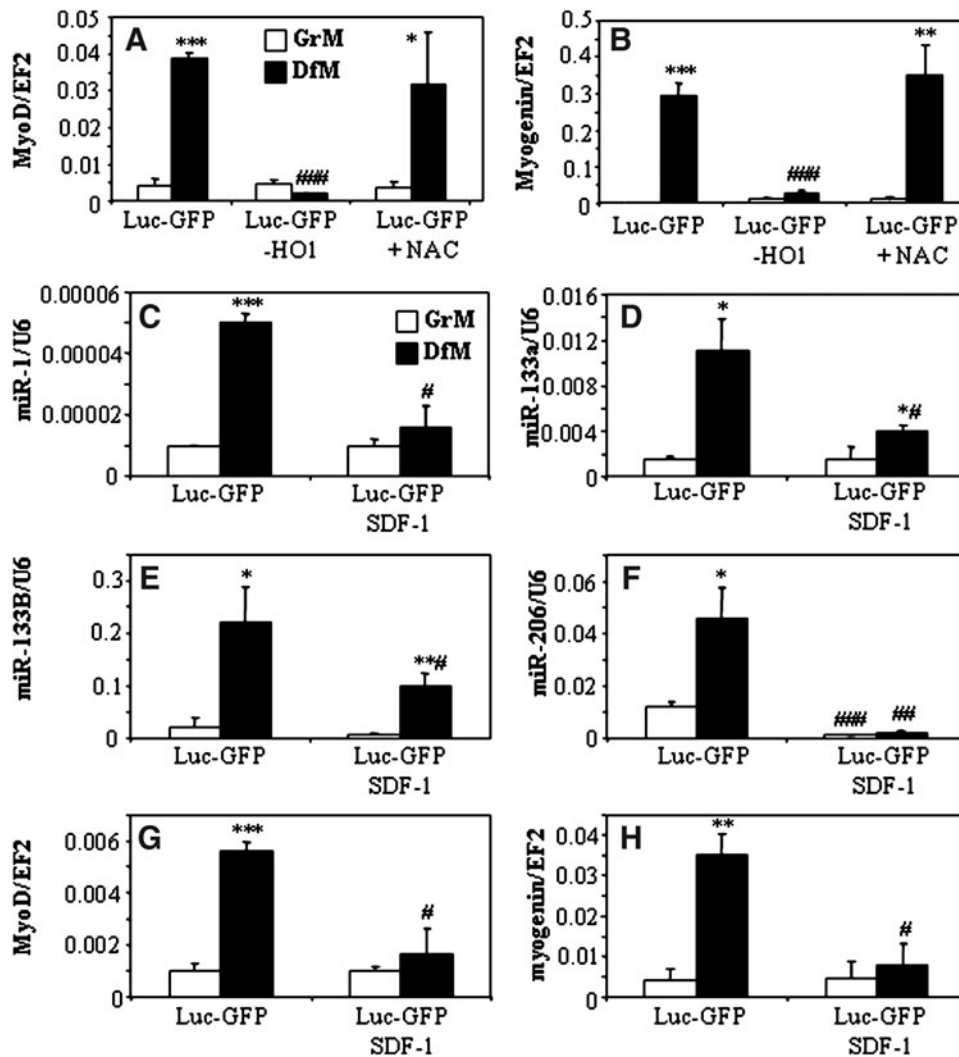 A
MyoD/EF2
0.05
0.04
0.03
0.02
0.01
0
***
###
*
GrM
DfM
Luc-GFP
Luc-GFP
-HO1
Luc-GFP
+NAC
B
Myogenin/EF2
0.5
0.4
0.3
0.2
0.1
0
***
###
**
Luc-GFP
Luc-GFP
-HO1
Luc-GFP
+NAC
C
miR-1/U6
0.00006
0.00004
0.00002
0
***
#
GrM
DfM
Luc-GFP
Luc-GFP
SDF-1
D
miR-133a/U6
0.016
0.012
0.008
0.004
0
*
*#
Luc-GFP
Luc-GFP
SDF-1
E
miR-133B/U6
0.3
0.2
0.1
0
*
**#
Luc-GFP
Luc-GFP
SDF-1
F
miR-206/U6
0.06
0.04
0.02
0
*
###
##
Luc-GFP
Luc-GFP
SDF-1
G
MyoD/EF2
0.006
0.004
0.002
0
***
#
Luc-GFP
Luc-GFP
SDF-1
H
myogenin/EF2
0.04
0.03
0.02
0.01
0
**
#
Luc-GFP
Luc-GFP
SDF-1